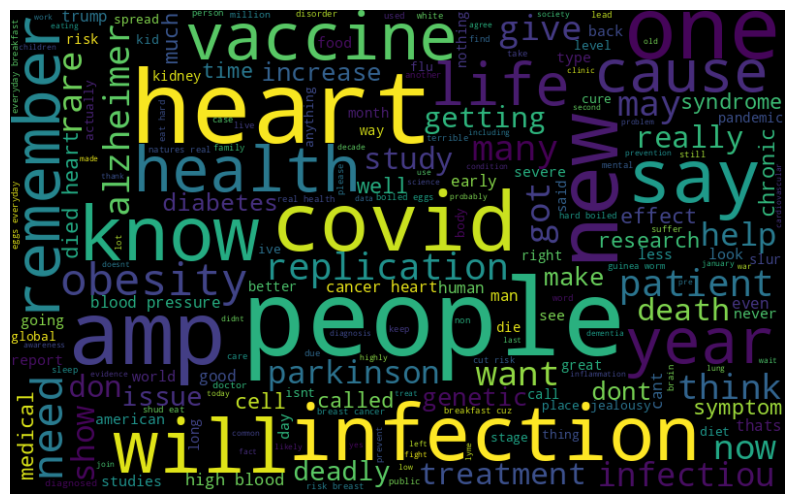 everyday breakfast
work
eating
trump
spread
person
million
disorder
used
white
society
lead
vaccine
give
one
back
old
children
risk
kid
much
agree
find
take
food
flu
nothing
level
another
clinic
remember
rare
actually
alzheimer
kidney
time
increase
life
type
cause
second
cure
pandemic
heart
month
anything
way
getting
may
syndrome
problem
made
case
live
natures real
family
decade
terrible
including
many
really
prevention
still
eat hard
health
study
use
condition
new
said
mental
chronic
died heart
thank
please
science
well
early
severe
say
cardiovascular
diabetes
real health
data
boiled eggs
probably
got
effect
hard boiled
suffer
eggs everyday
lot
know
ive
covid
body
right
research
help
less
look
slur
doesnt
guinea worm
january
war
obesity
replication
make
patient
better
cancer heart
human
man
word
pre
even
never
blood pressure
going
didnt
people
die
see
death
global
amp
diagnosis
keep
non
last
dementia
report
sleep
care
due
highly
great
year
awareness
evidence
world
good
doctor
parkinson
cut risk
inflammation
want
lung
wait
brain
isnt
cant
need
don
issue
today
treat
cell
called
genetic
call
dont
think
shud eat
breast cancer
breakfast cuz
place
jealousy
diet
thats
symptom
medical
show
american
day
stage
thing
long
common
fact
likely
yes
prevent
left
fight
lyme
now
join
will
infection
studies
deadly
low
diagnosed
high blood
risk breast
public
treatment
infectiou